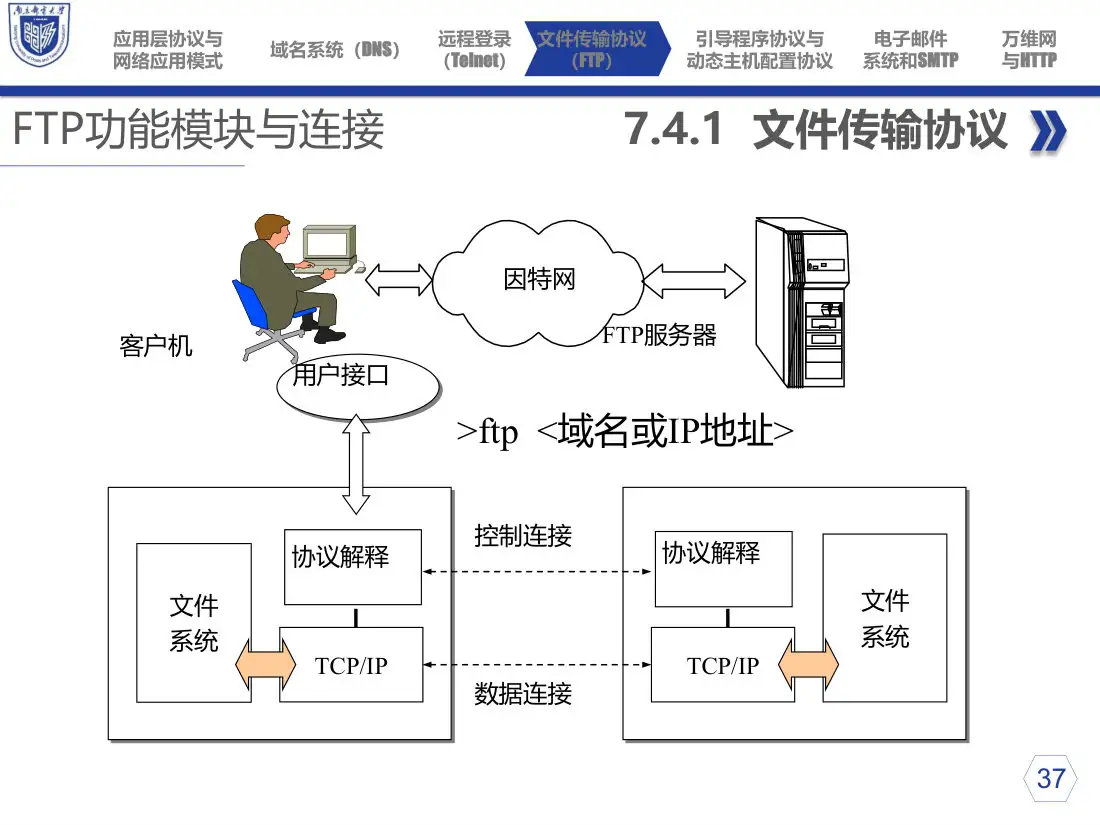 南京邮电大学
应用层协议与
网络应用模式
域名系统（DNS）
远程登录
（Telnet）
文件传输协议
（FTP）
引导程序协议与
动态主机配置协议
电子邮件
系统和SMTP
万维网
与HTTP
FTP功能模块与连接
7.4.1 文件传输协议
因特网
FTP服务器
客户机
用户接口
>ftp <域名或IP地址>
控制连接
协议解释
协议解释
文件
系统
文件
系统
TCP/IP
TCP/IP
数据连接
37